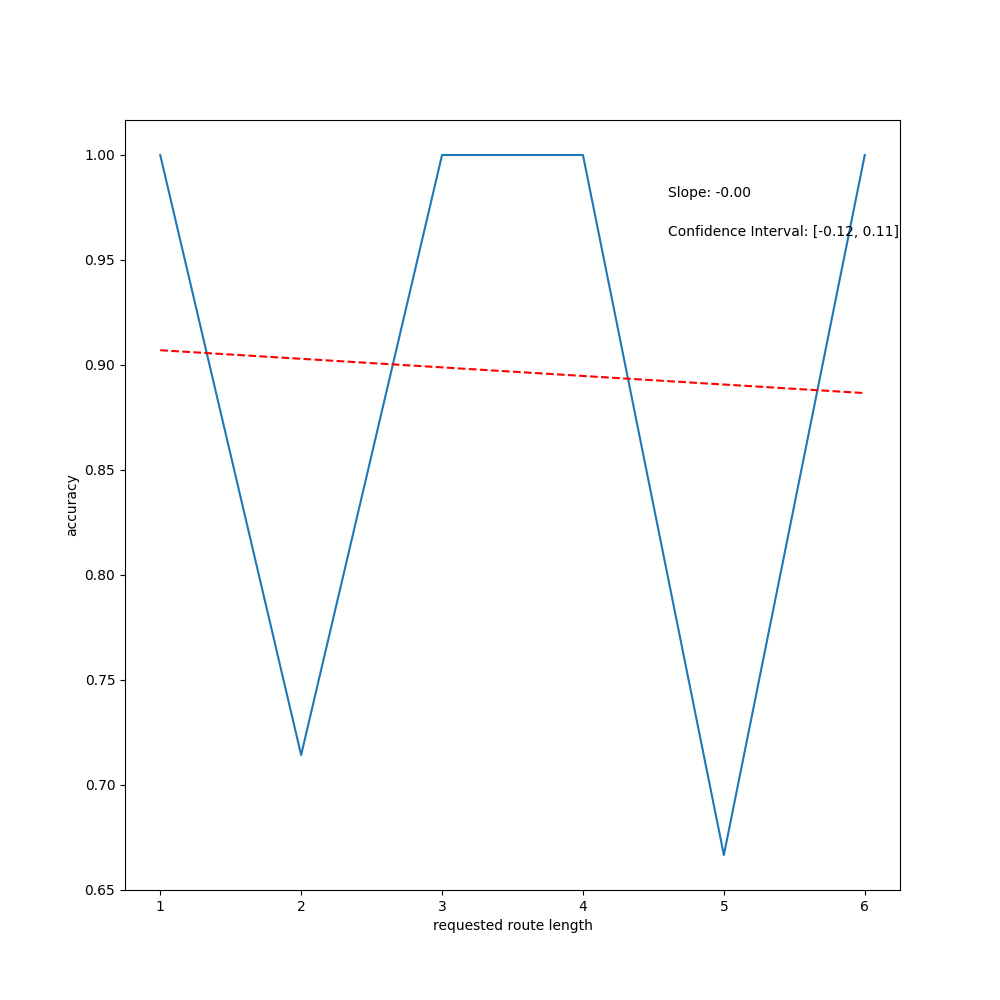 1.00
0.95
0.90
0.85
0.80
0.75
0.70
0.65
accuracy
Slope: -0.00
Confidence Interval: [-0.12, 0.11]
1 2 3 4 5 6
requested route length